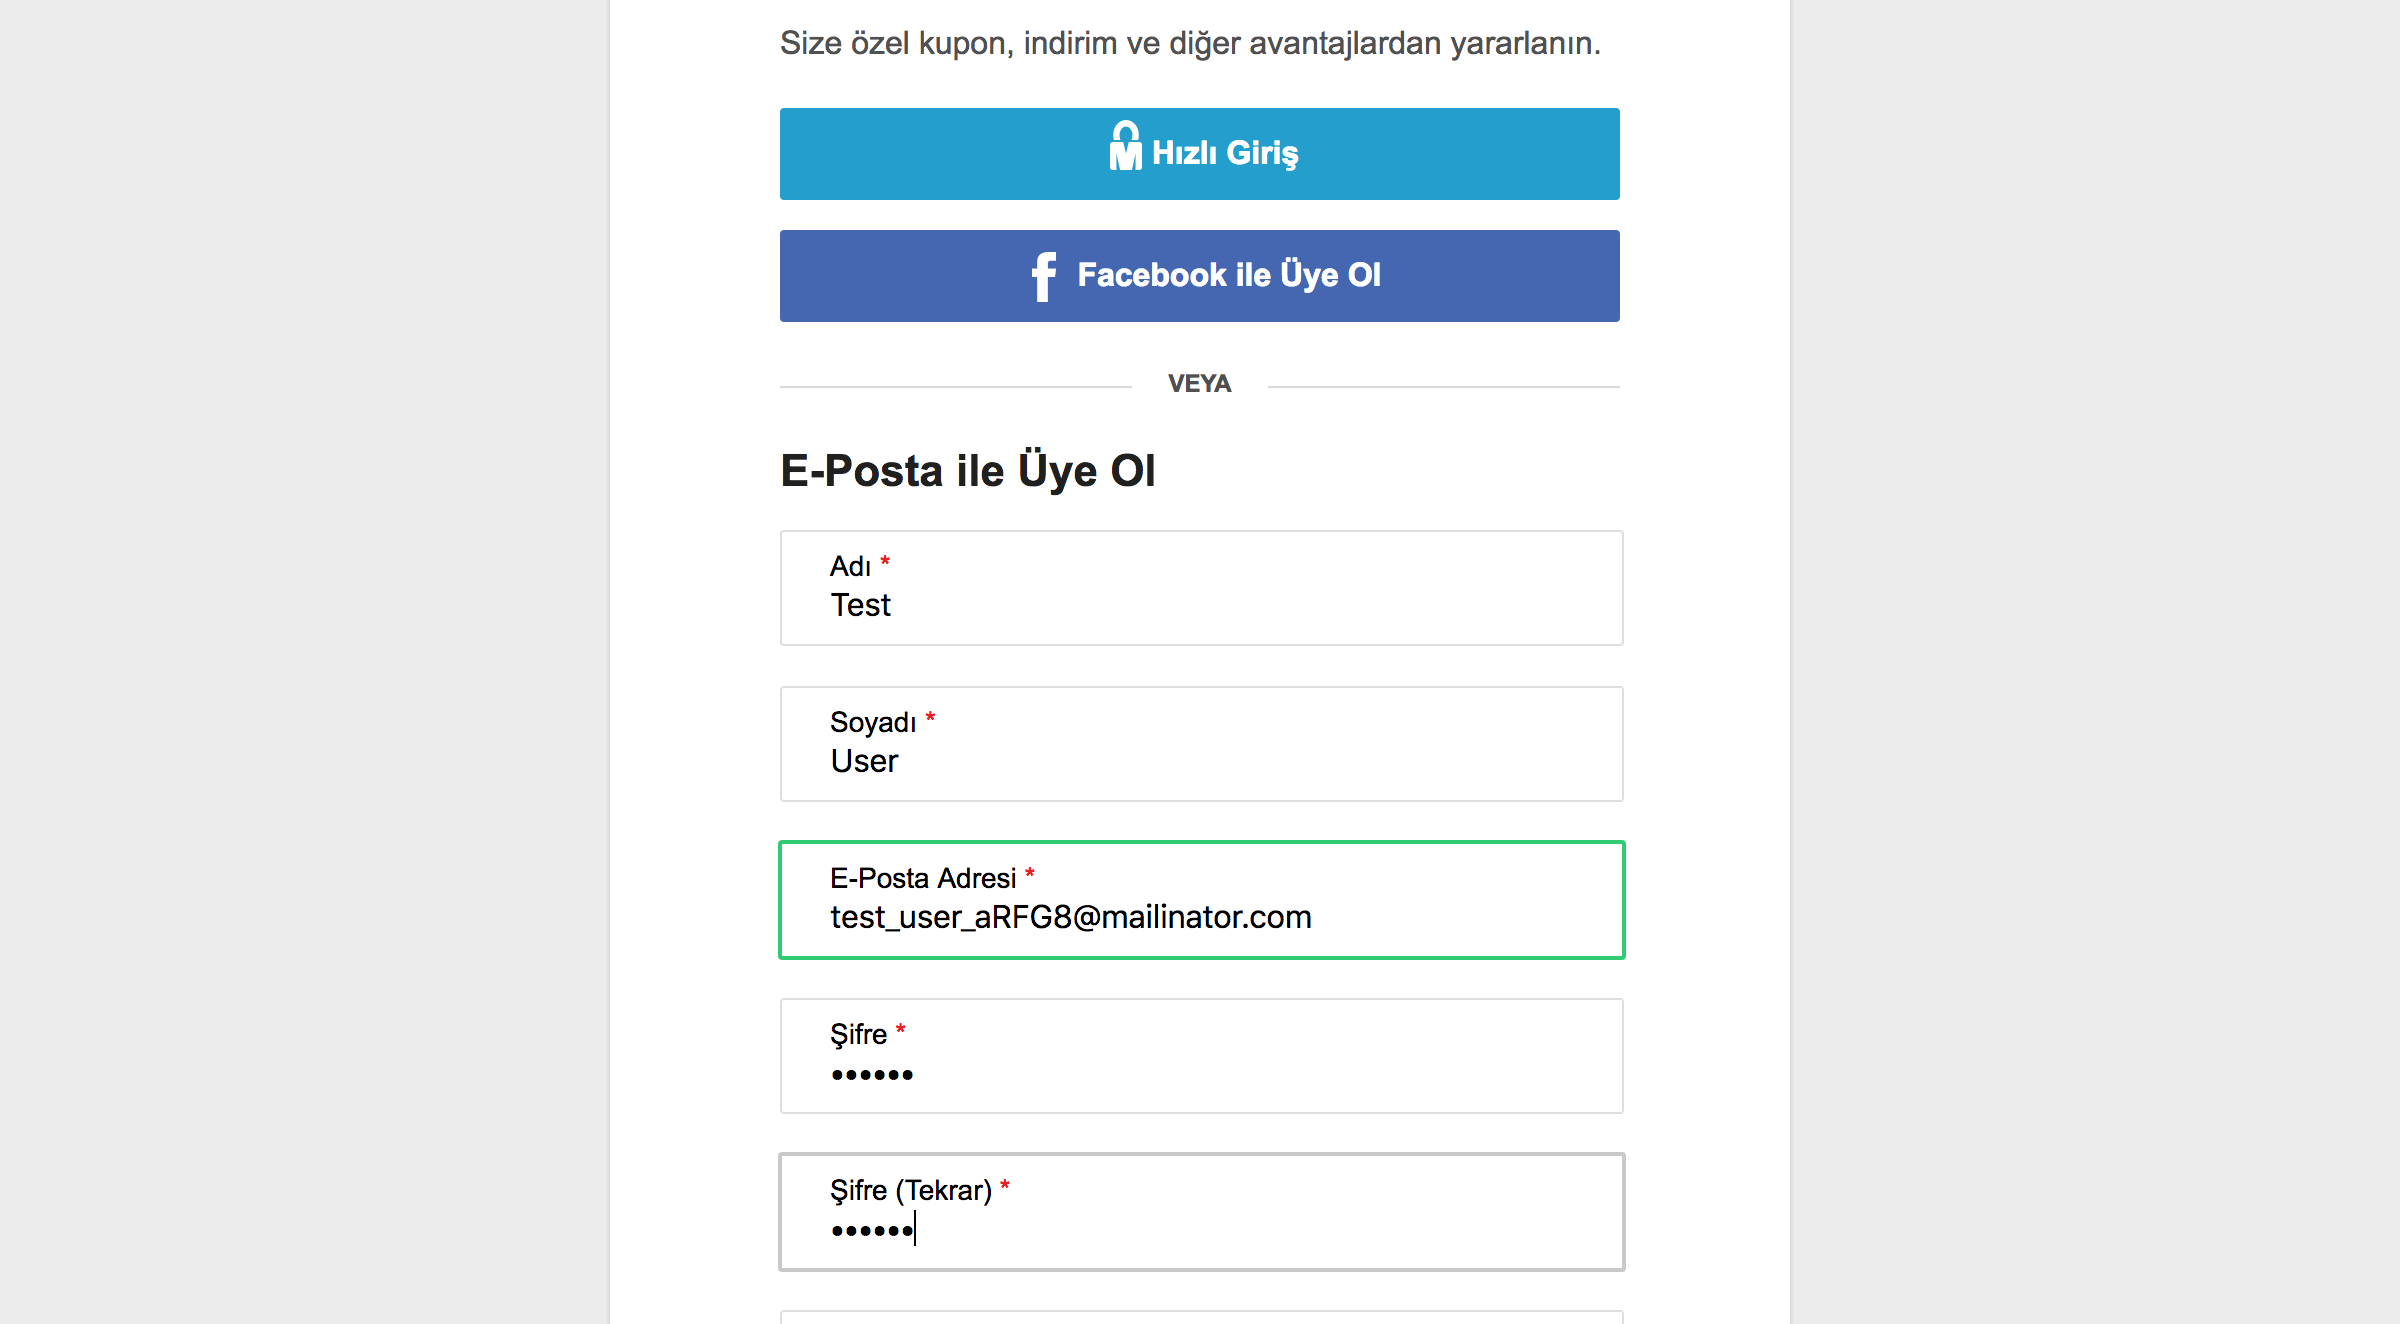 Size özel kupon, indirim ve diğer avantajlardan yararlanın.
Hızlı Giriş
Facebook ile Üye Ol
VEYA
E-Posta ile Üye Ol
Adı *
Test
Soyadı *
User
E-Posta Adresi *
test_user_aRFG8@mailinator.com
Şifre *
••••••
Şifre (Tekrar) *
••••••